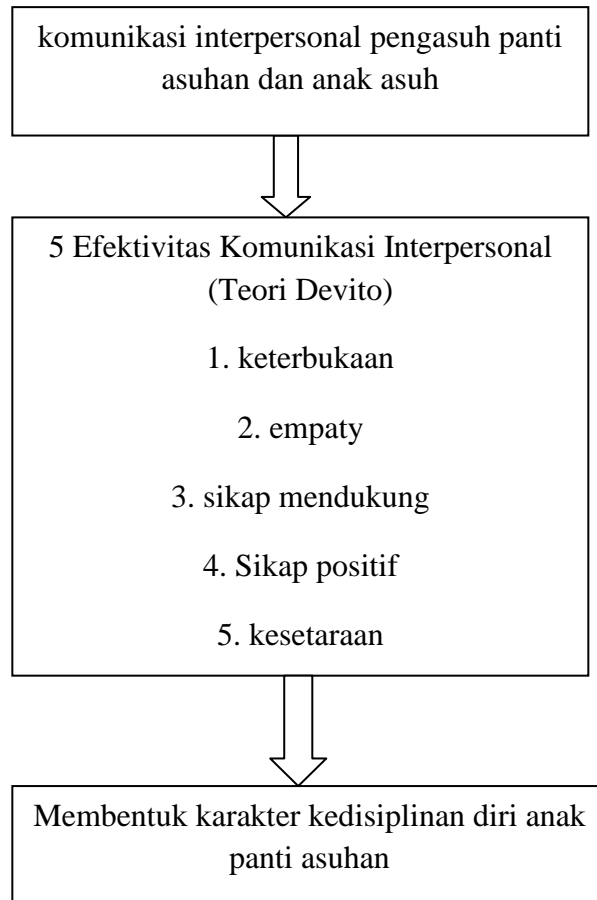 komunikasi interpersonal pengasuh panti
asuhan dan anak asuh
5 Efektivitas Komunikasi Interpersonal
(Teori Devito)
1. keterbukaan
2. empaty
3. sikap mendukung
4. Sikap positif
5. kesetaraan
Membentuk karakter kedisiplinan diri anak
panti asuhan